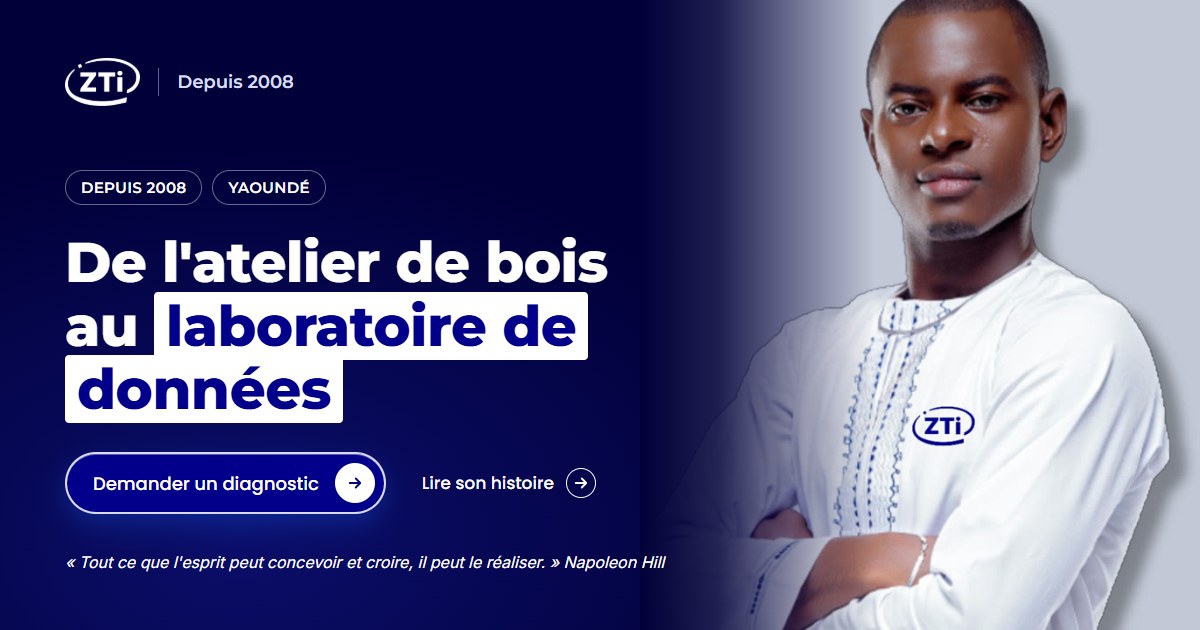 ZTi
Depuis 2008
DEPUIS 2008
YAOUNDÉ
De l'atelier de bois
au laboratoire de
données
Demander un diagnostic
Lire son histoire
« Tout ce que l'esprit peut concevoir et croire, il peut le réaliser. » Napoleon Hill
ZTi